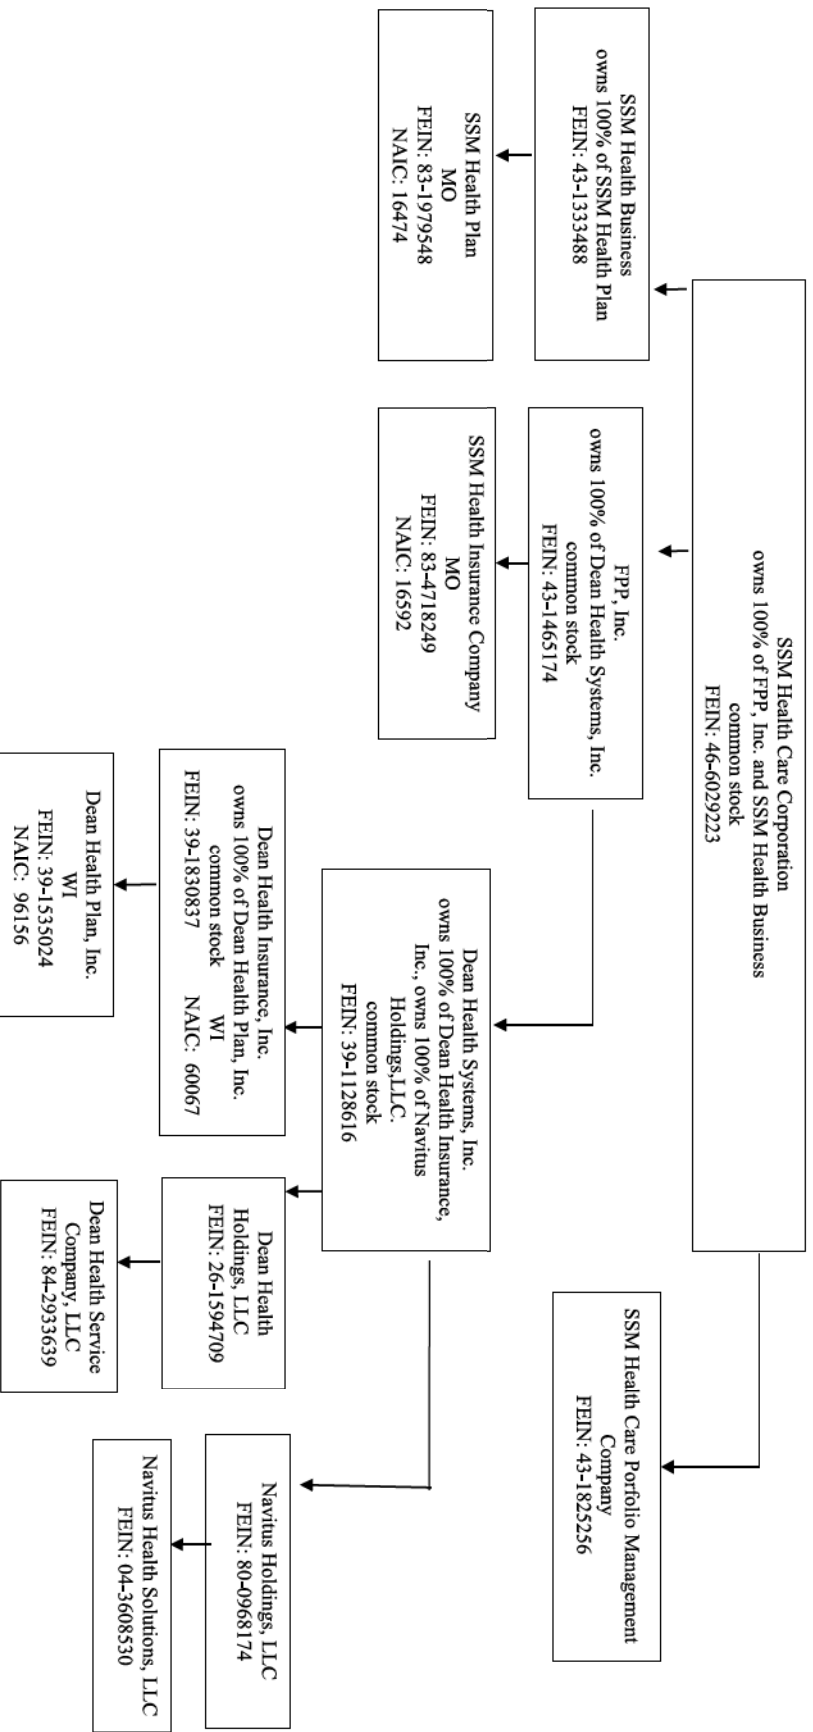 SSM Health Care Corporation
owns 100% of FPP, Inc. and SSM Health Business
common stock
FEIN: 46-6029223
SSM Health Business
owns 100% of SSM Health Plan
FEIN: 43-1333488
FPP, Inc.
owns 100% of Dean Health Systems, Inc.
common stock
FEIN: 43-1465174
SSM Health Care Porfolio Management
Company
FEIN: 43-1825256
SSM Health Plan
MO
FEIN: 83-1979548
NAIC: 16474
SSM Health Insurance Company
MO
FEIN: 83-4718249
NAIC: 16592
Dean Health Systems, Inc.
owns 100% of Dean Health Insurance,
Inc., owns 100% of Navitus
Holdings,LLC.
common stock
FEIN: 39-1128616
Dean Health Insurance, Inc.
owns 100% of Dean Health Plan, Inc.
common stock WI
FEIN: 39-1830837 NAIC: 60067
Dean Health
Holdings, LLC
FEIN: 26-1594709
Navitus Holdings, LLC
FEIN: 80-0968174
Dean Health Plan, Inc.
WI
FEIN: 39-1535024
NAIC: 96156
Dean Health Service
Company, LLC
FEIN: 84-2933639
Navitus Health Solutions, LLC
FEIN: 04-3608530